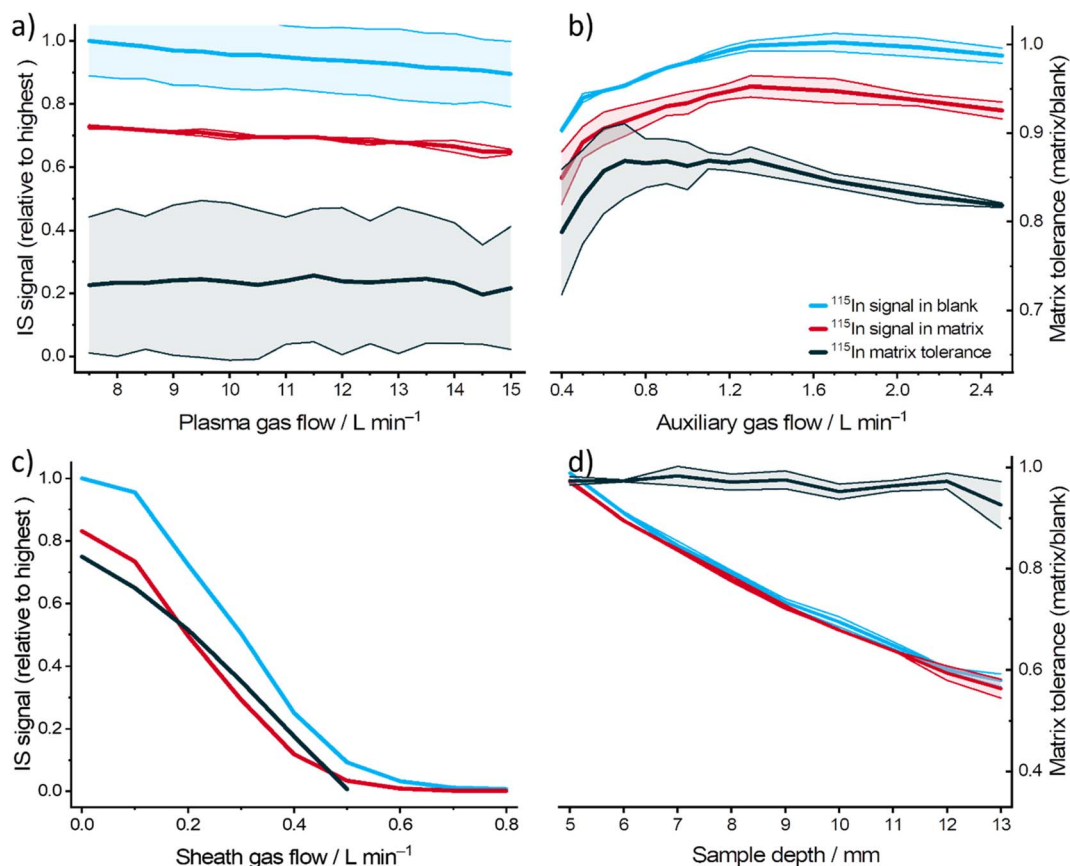 a)
IS signal (relative to highest)
1.0
0.8
0.6
0.4
0.2
0.0
8 9 10 11 12 13 14 15
Plasma gas flow / L min⁻¹
b)
1.0
0.9
0.8
0.7
Matrix tolerance (matrix/blank)
¹¹⁵In signal in blank
¹¹⁵In signal in matrix
¹¹⁵In matrix tolerance
0.4 0.8 1.2 1.6 2.0 2.4
Auxiliary gas flow / L min⁻¹
c)
IS signal (relative to highest)
1.0
0.8
0.6
0.4
0.2
0.0
0.0 0.2 0.4 0.6 0.8
Sheath gas flow / L min⁻¹
d)
1.0
0.8
0.6
0.4
Matrix tolerance (matrix/blank)
5 6 7 8 9 10 11 12 13
Sample depth / mm